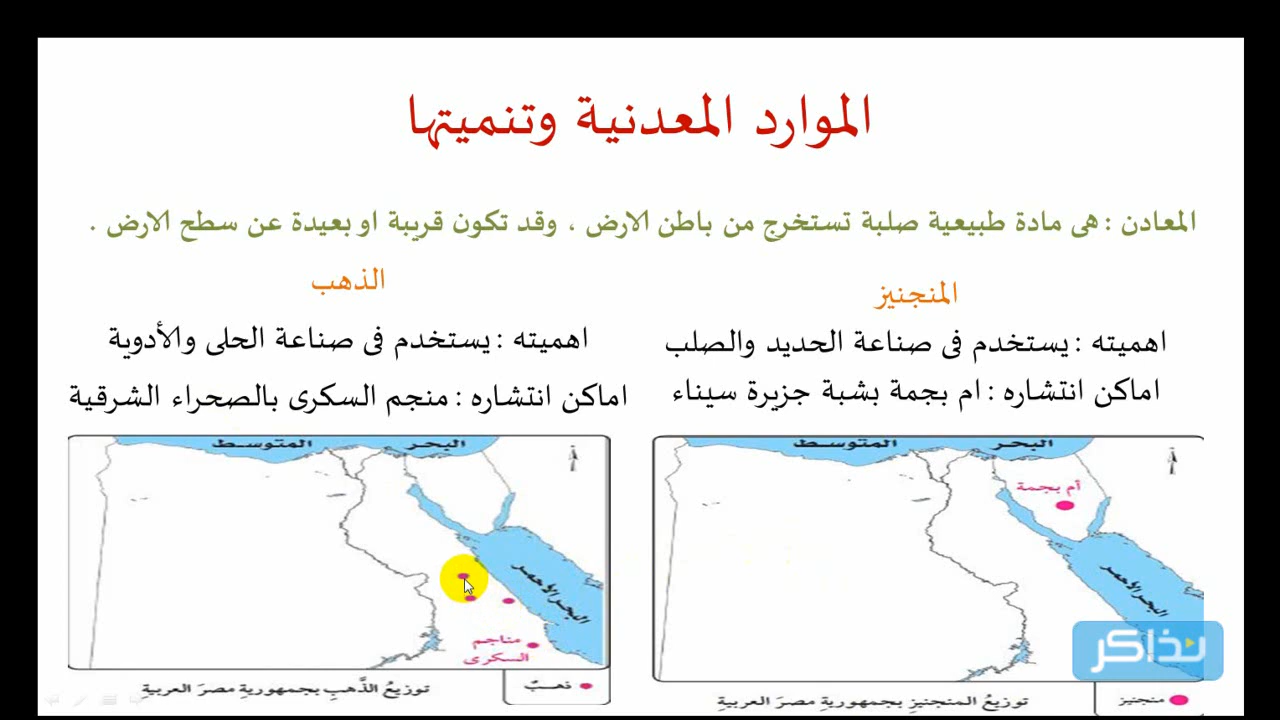 الموارد المعدنية وتنميتها
المعادن : هى مادة طبيعية صلبة تستخرج من باطن الارض ، وقد تكون قريبة او بعيدة عن سطح الارض .
المنجنيز
اهميته : يستخدم فى صناعة الحديد والصلب
اماكن انتشاره : ام بجمة بشبة جزيرة سيناء
البحر المتوسط
أم بجمة
البحر الأحمر
منجنيز
توزيعُ المنجنيزِ بجمهوريةِ مصرَ العربيةِ
الذهب
اهميته : يستخدم فى صناعة الحلى والأدوية
اماكن انتشاره : منجم السكرى بالصحراء الشرقية
البحر المتوسط
البحر الأحمر
مناجم
السكرى
ذهبٌ
توزيعُ الذَّهبِ بجمهوريةِ مصرَ العربيةِ
نذاكر